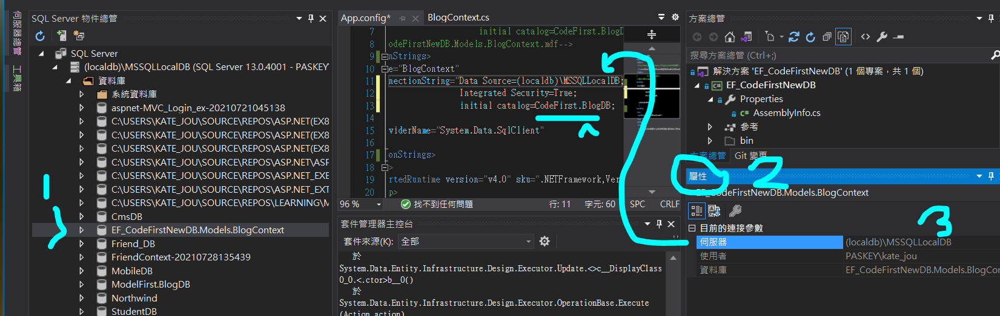 伺服器總管
工具箱
SQL Server 物件總管
SQL Server
(localdb)\MSSQLLocalDB (SQL Server 13.0.4001 - PASKEY
資料庫
系統資料庫
aspnet-MVC_Login_ex-20210721045138
C:\USERS\KATE_JOU\SOURCE\REPOS\ASP.NET(EX8
C:\USERS\KATE_JOU\SOURCE\REPOS\ASP.NET(EX8
C:\USERS\KATE_JOU\SOURCE\REPOS\ASP.NET(EX8
C:\USERS\KATE_JOU\SOURCE\REPOS\ASP.NET\ASP
C:\USERS\KATE_JOU\SOURCE\REPOS\ASP.NET_EXE
C:\USERS\KATE_JOU\SOURCE\REPOS\ASP.NET_EXT
C:\USERS\KATE_JOU\SOURCE\REPOS\LEARNING\M
CmsDB
EF_CodeFirstNewDB.Models.BlogContext
Friend_DB
FriendContext-20210728135439
MobileDB
ModelFirst.BlogDB
Northwind
StudentDB
1
App.config*
BlogContext.cs
7 initial catalog=CodeFirst.BlogD
8 odeFirstNewDB.Models.BlogContext.mdf-->
9 nStrings>
10 e="BlogContext"
11 nectionString="Data Source=(localdb)\MSSQLLocalDB;
12 Integrated Security=True;
13 initial catalog=CodeFirst.BlogDB;
14
15 viderName="System.Data.SqlClient"
16
17 onStrings>
18 >
19 rtedRuntime version="v4.0" sku=".NETFramework,Ver
20 p>
96 % 找不到任何問題 行: 11 字元: 60 SPC CRLF
套件管理器主控台
套件來源(K): 全部
於
System.Data.Entity.Infrastructure.Design.Executor.Update.<>c__DisplayClass
0_0.<.ctor>b__0()
於
System.Data.Entity.Infrastructure.Design.Executor.OperationBase.Execute
(Action action)
方案總管
搜尋方案總管 (Ctrl+;)
解決方案 'EF_CodeFirstNewDB' (1 個專案，共 1 個)
EF_CodeFirstNewDB
Properties
AssemblyInfo.cs
參考
bin
方案總管 Git 變更
屬性
2
EF_CodeFirstNewDB.Models.BlogContext
3
目前的連接參數
伺服器 (localdb)\MSSQLLocalDB
使用者 PASKEY\kate_jou
資料庫 EF_CodeFirstNewDB.Models.BlogCo